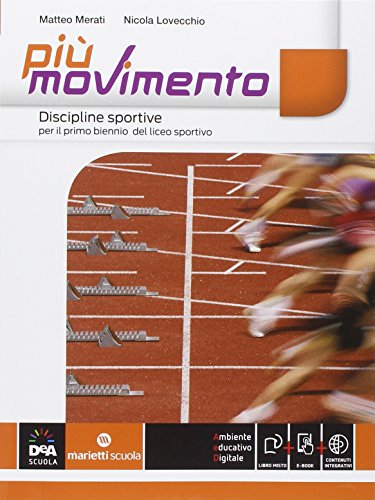 Matteo Merati Nicola Lovecchio
più
movimento
Discipline sportive
per il primo biennio del liceo sportivo
DeA
SCUOLA
marietti scuola
Ambiente
educativo
Digitale
LIBRO MISTO
E-BOOK
CONTENUTI
INTEGRATIVI